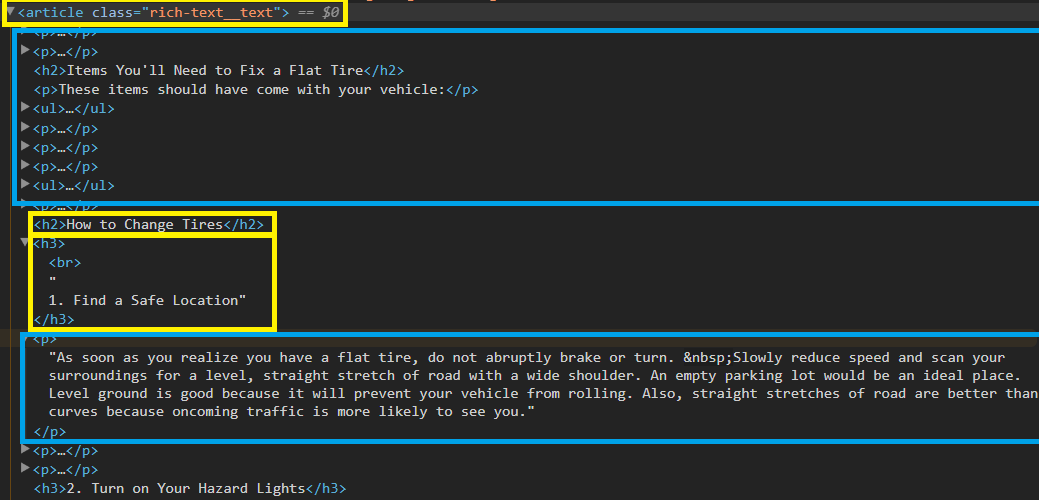 <article class="rich-text__text"> == $0
<p>…</p>
<p>…</p>
<h2>Items You'll Need to Fix a Flat Tire</h2>
<p>These items should have come with your vehicle:</p>
<ul>…</ul>
<p>…</p>
<p>…</p>
<p>…</p>
<ul>…</ul>
<p>…</p>
<h2>How to Change Tires</h2>
<h3>
<br>
"
1. Find a Safe Location"
</h3>
<p>
"As soon as you realize you have a flat tire, do not abruptly brake or turn. &nbsp;Slowly reduce speed and scan your
surroundings for a level, straight stretch of road with a wide shoulder. An empty parking lot would be an ideal place.
Level ground is good because it will prevent your vehicle from rolling. Also, straight stretches of road are better than
curves because oncoming traffic is more likely to see you."
</p>
<p>…</p>
<p>…</p>
<h3>2. Turn on Your Hazard Lights</h3>